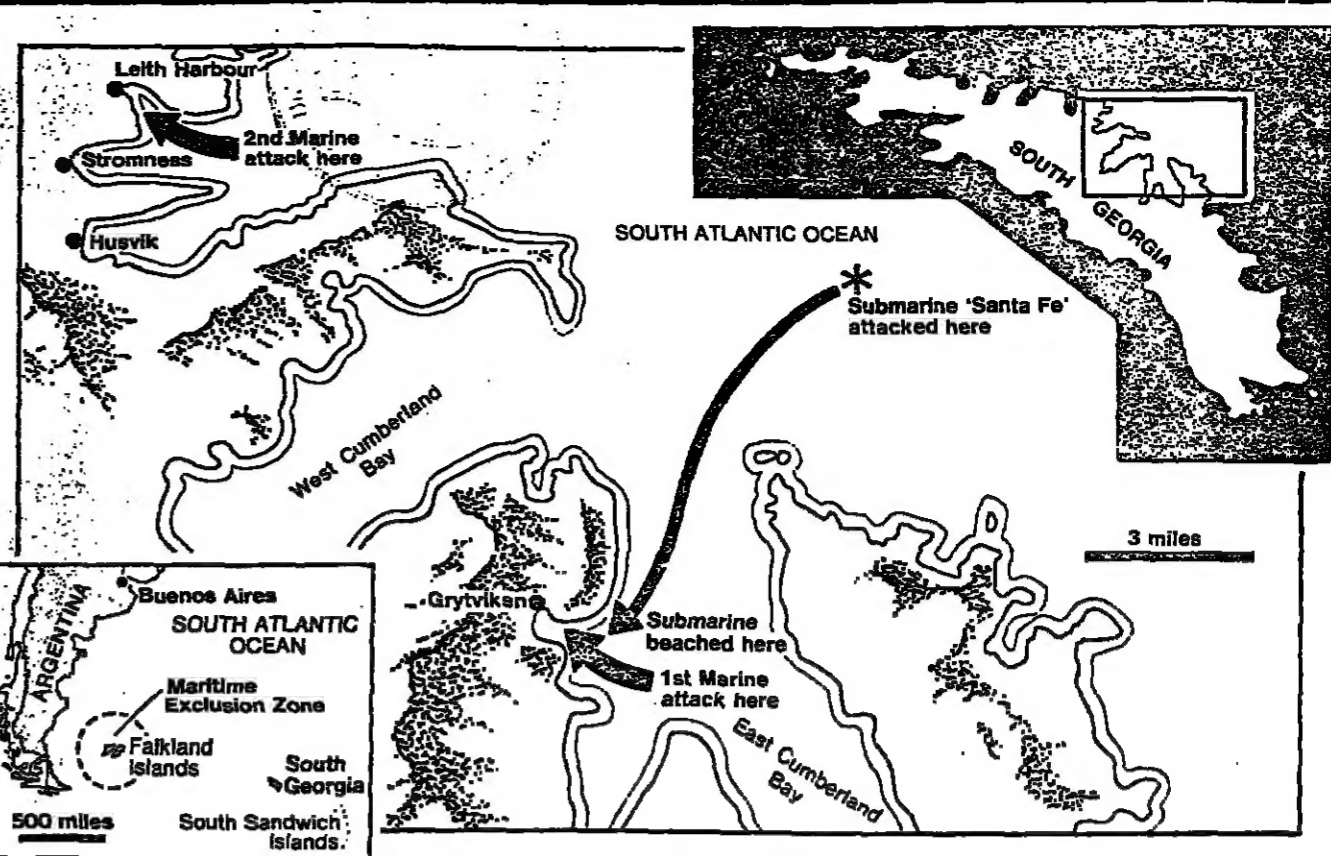 Leith Harbour
2nd Marine
attack here
Stromness
Husvik
SOUTH ATLANTIC OCEAN
SOUTH
GEORGIA
Submarine 'Santa Fe'
attacked here
West Cumberland
Bay
3 miles
Grytviken
Submarine
beached here
1st Marine
attack here
East Cumberland
Bay
Buenos Aires
ARGENTINA
SOUTH ATLANTIC
OCEAN
Maritime
Exclusion Zone
Falkland
Islands
South
Georgia
500 miles
South Sandwich
Islands.